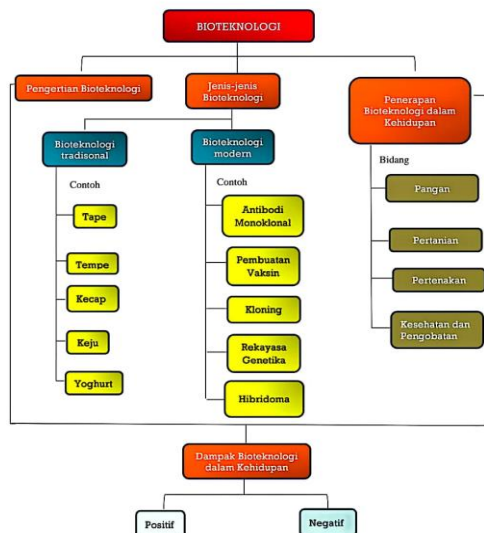 BIOTEKNOLOGI
Pengertian Bioteknologi
Jenis-jenis
Bioteknologi
Penerapan
Bioteknologi dalam
Kehidupan
Bioteknologi
tradisonal
Bioteknologi
modern
Bidang
Contoh
Contoh
Tape
Tempe
Kecap
Keju
Yoghurt
Antibodi
Monoklonal
Pembuatan
Vaksin
Kloning
Rekayasa
Genetika
Hibridoma
Pangan
Pertanian
Pertenakan
Kesehatan dan
Pengobatan
Dampak Bioteknologi
dalam Kehidupan
Positif
Negatif